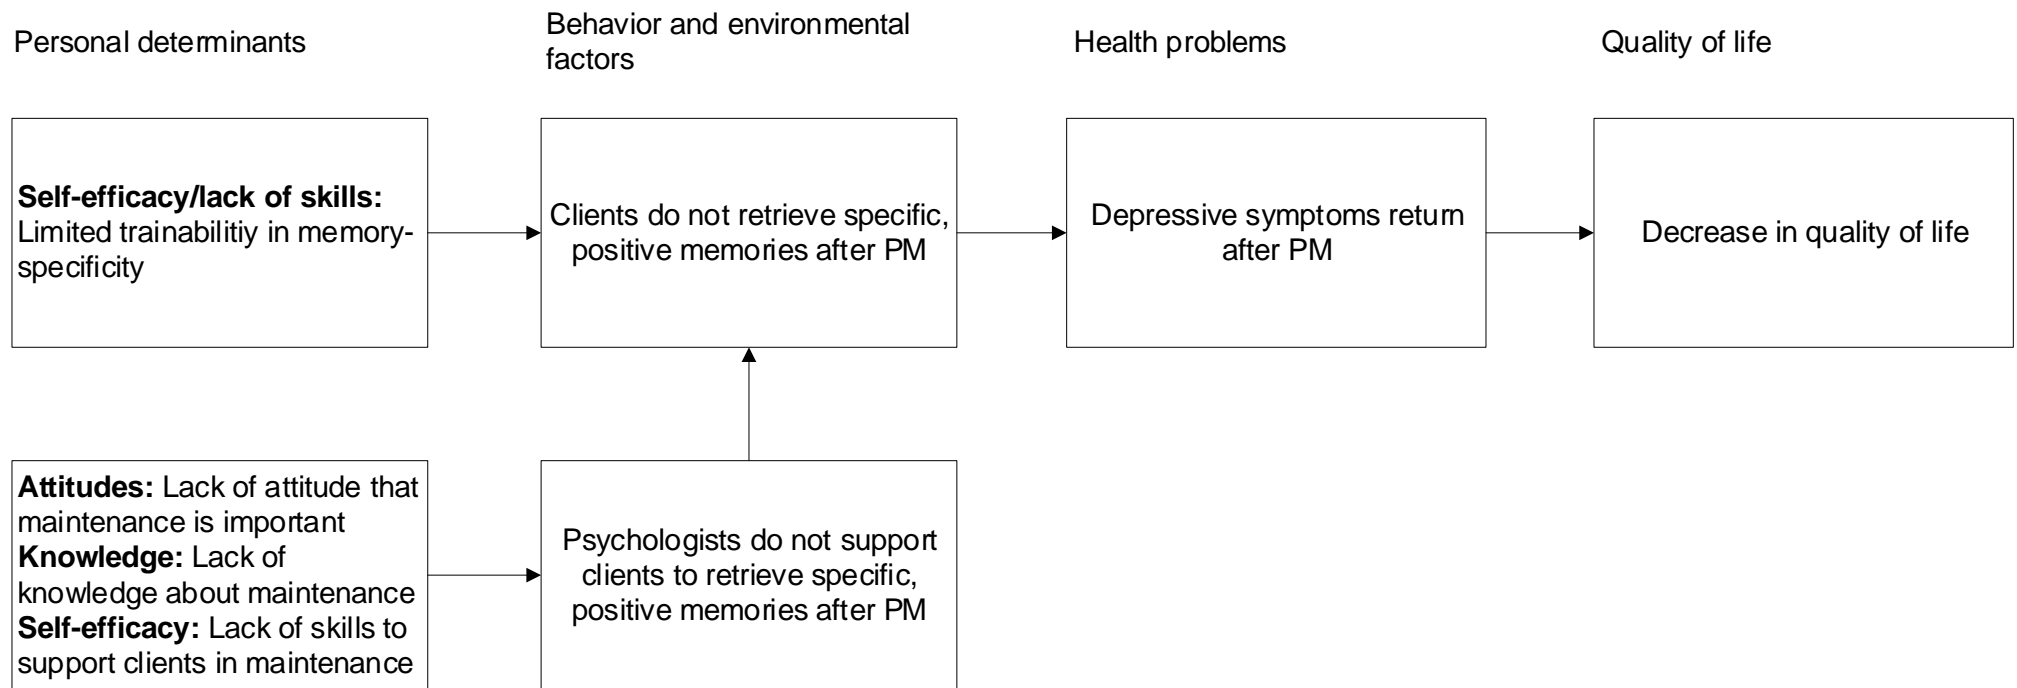 Personal determinants
Behavior and environmental
factors
Health problems
Quality of life
Self-efficacy/lack of skills:
Limited trainabilitiy in memory-
specificity
Clients do not retrieve specific,
positive memories after PM
Depressive symptoms return
after PM
Decrease in quality of life
Attitudes: Lack of attitude that
maintenance is important
Knowledge: Lack of
knowledge about maintenance
Self-efficacy: Lack of skills to
support clients in maintenance
Psychologists do not support
clients to retrieve specific,
positive memories after PM